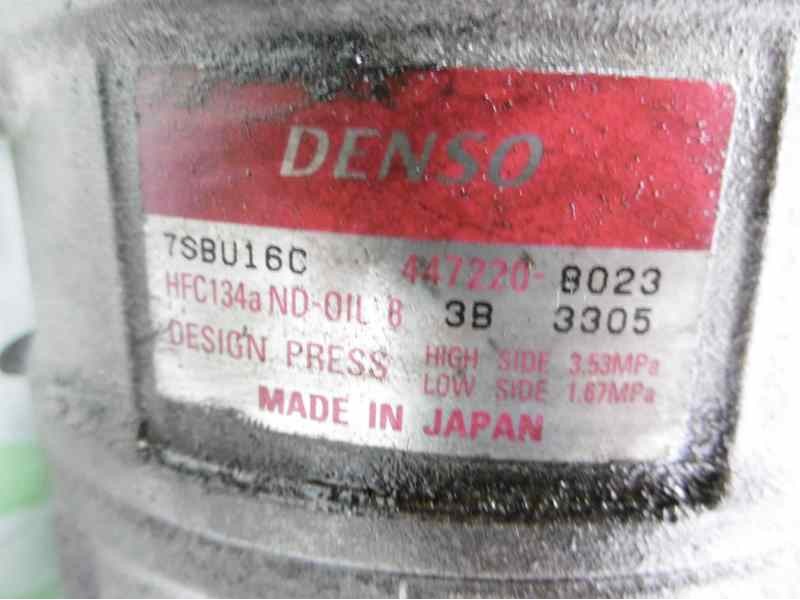 DENSO
7SBU16C 447220-8023
HFC134a ND-OIL 8 3B 3305
DESIGN PRESS HIGH SIDE 3.53MPa
LOW SIDE 1.67MPa
MADE IN JAPAN